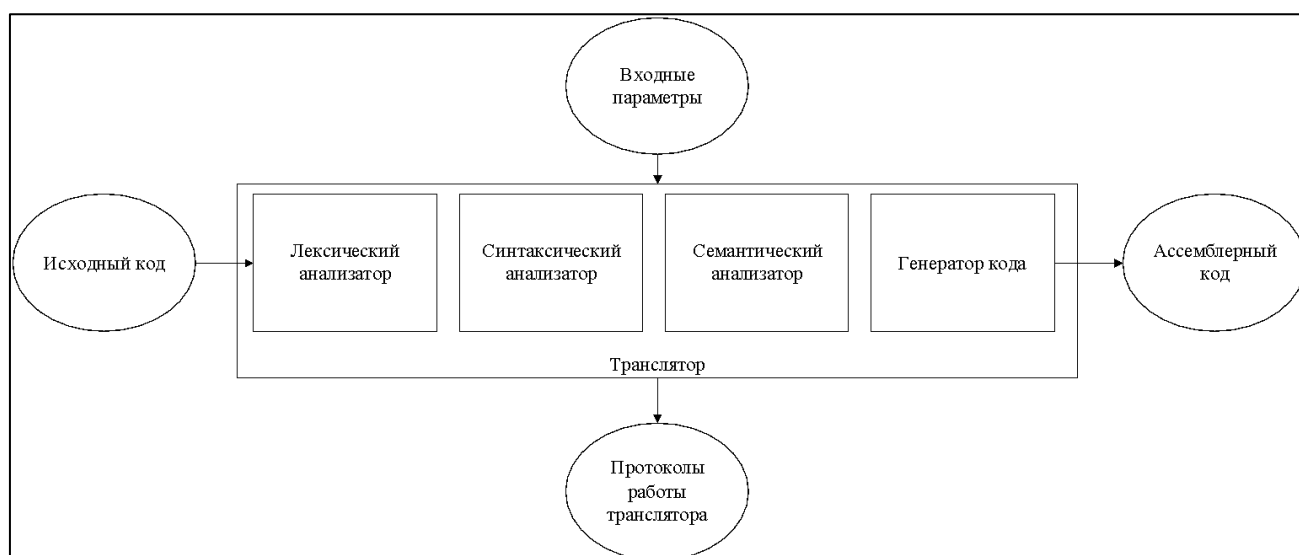 Входные
параметры
Исходный код
Лексический
анализатор
Синтаксический
анализатор
Семантический
анализатор
Генератор кода
Ассемблерный
код
Транслятор
Протоколы
работы
транслятора